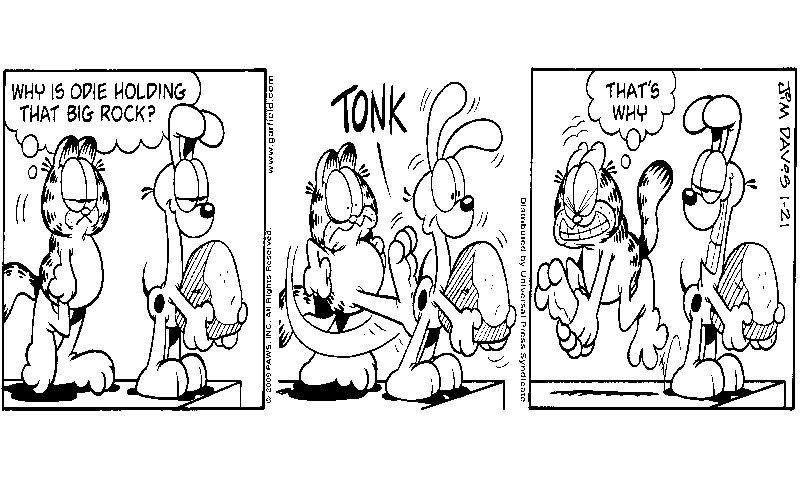 WHY IS ODIE HOLDING
THAT BIG ROCK?
www.garfield.com
© 2009 PAWS, INC. All Rights Reserved.
TONK
Distributed by Universal Press Syndicate
THAT'S
WHY
JIM DAVIS 1-21